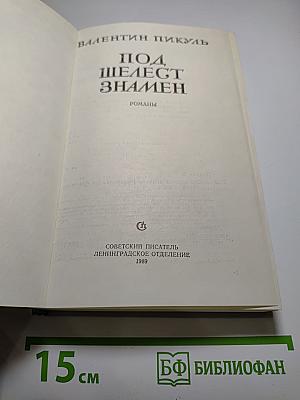 ВАЛЕНТИН ПИКУЛЬ
ПОД
ШЕЛЕСТ
ЗНАМЕН
РОМАНЫ
СОВЕТСКИЙ ПИСАТЕЛЬ
ЛЕНИНГРАДСКОЕ ОТДЕЛЕНИЕ
1989
15 см
БФ БИБЛИОФАН